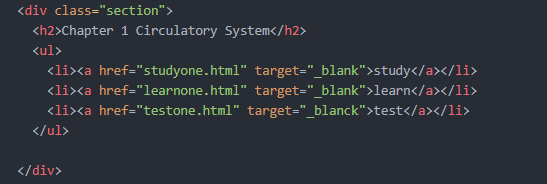 <div class="section">
<h2>Chapter 1 Circulatory System</h2>
<ul>
<li><a href="studyone.html" target="_blank">study</a></li>
<li><a href="learnone.html" target="_blank">learn</a></li>
<li><a href="testone.html" target="_blanck">test</a></li>
</ul>
</div>